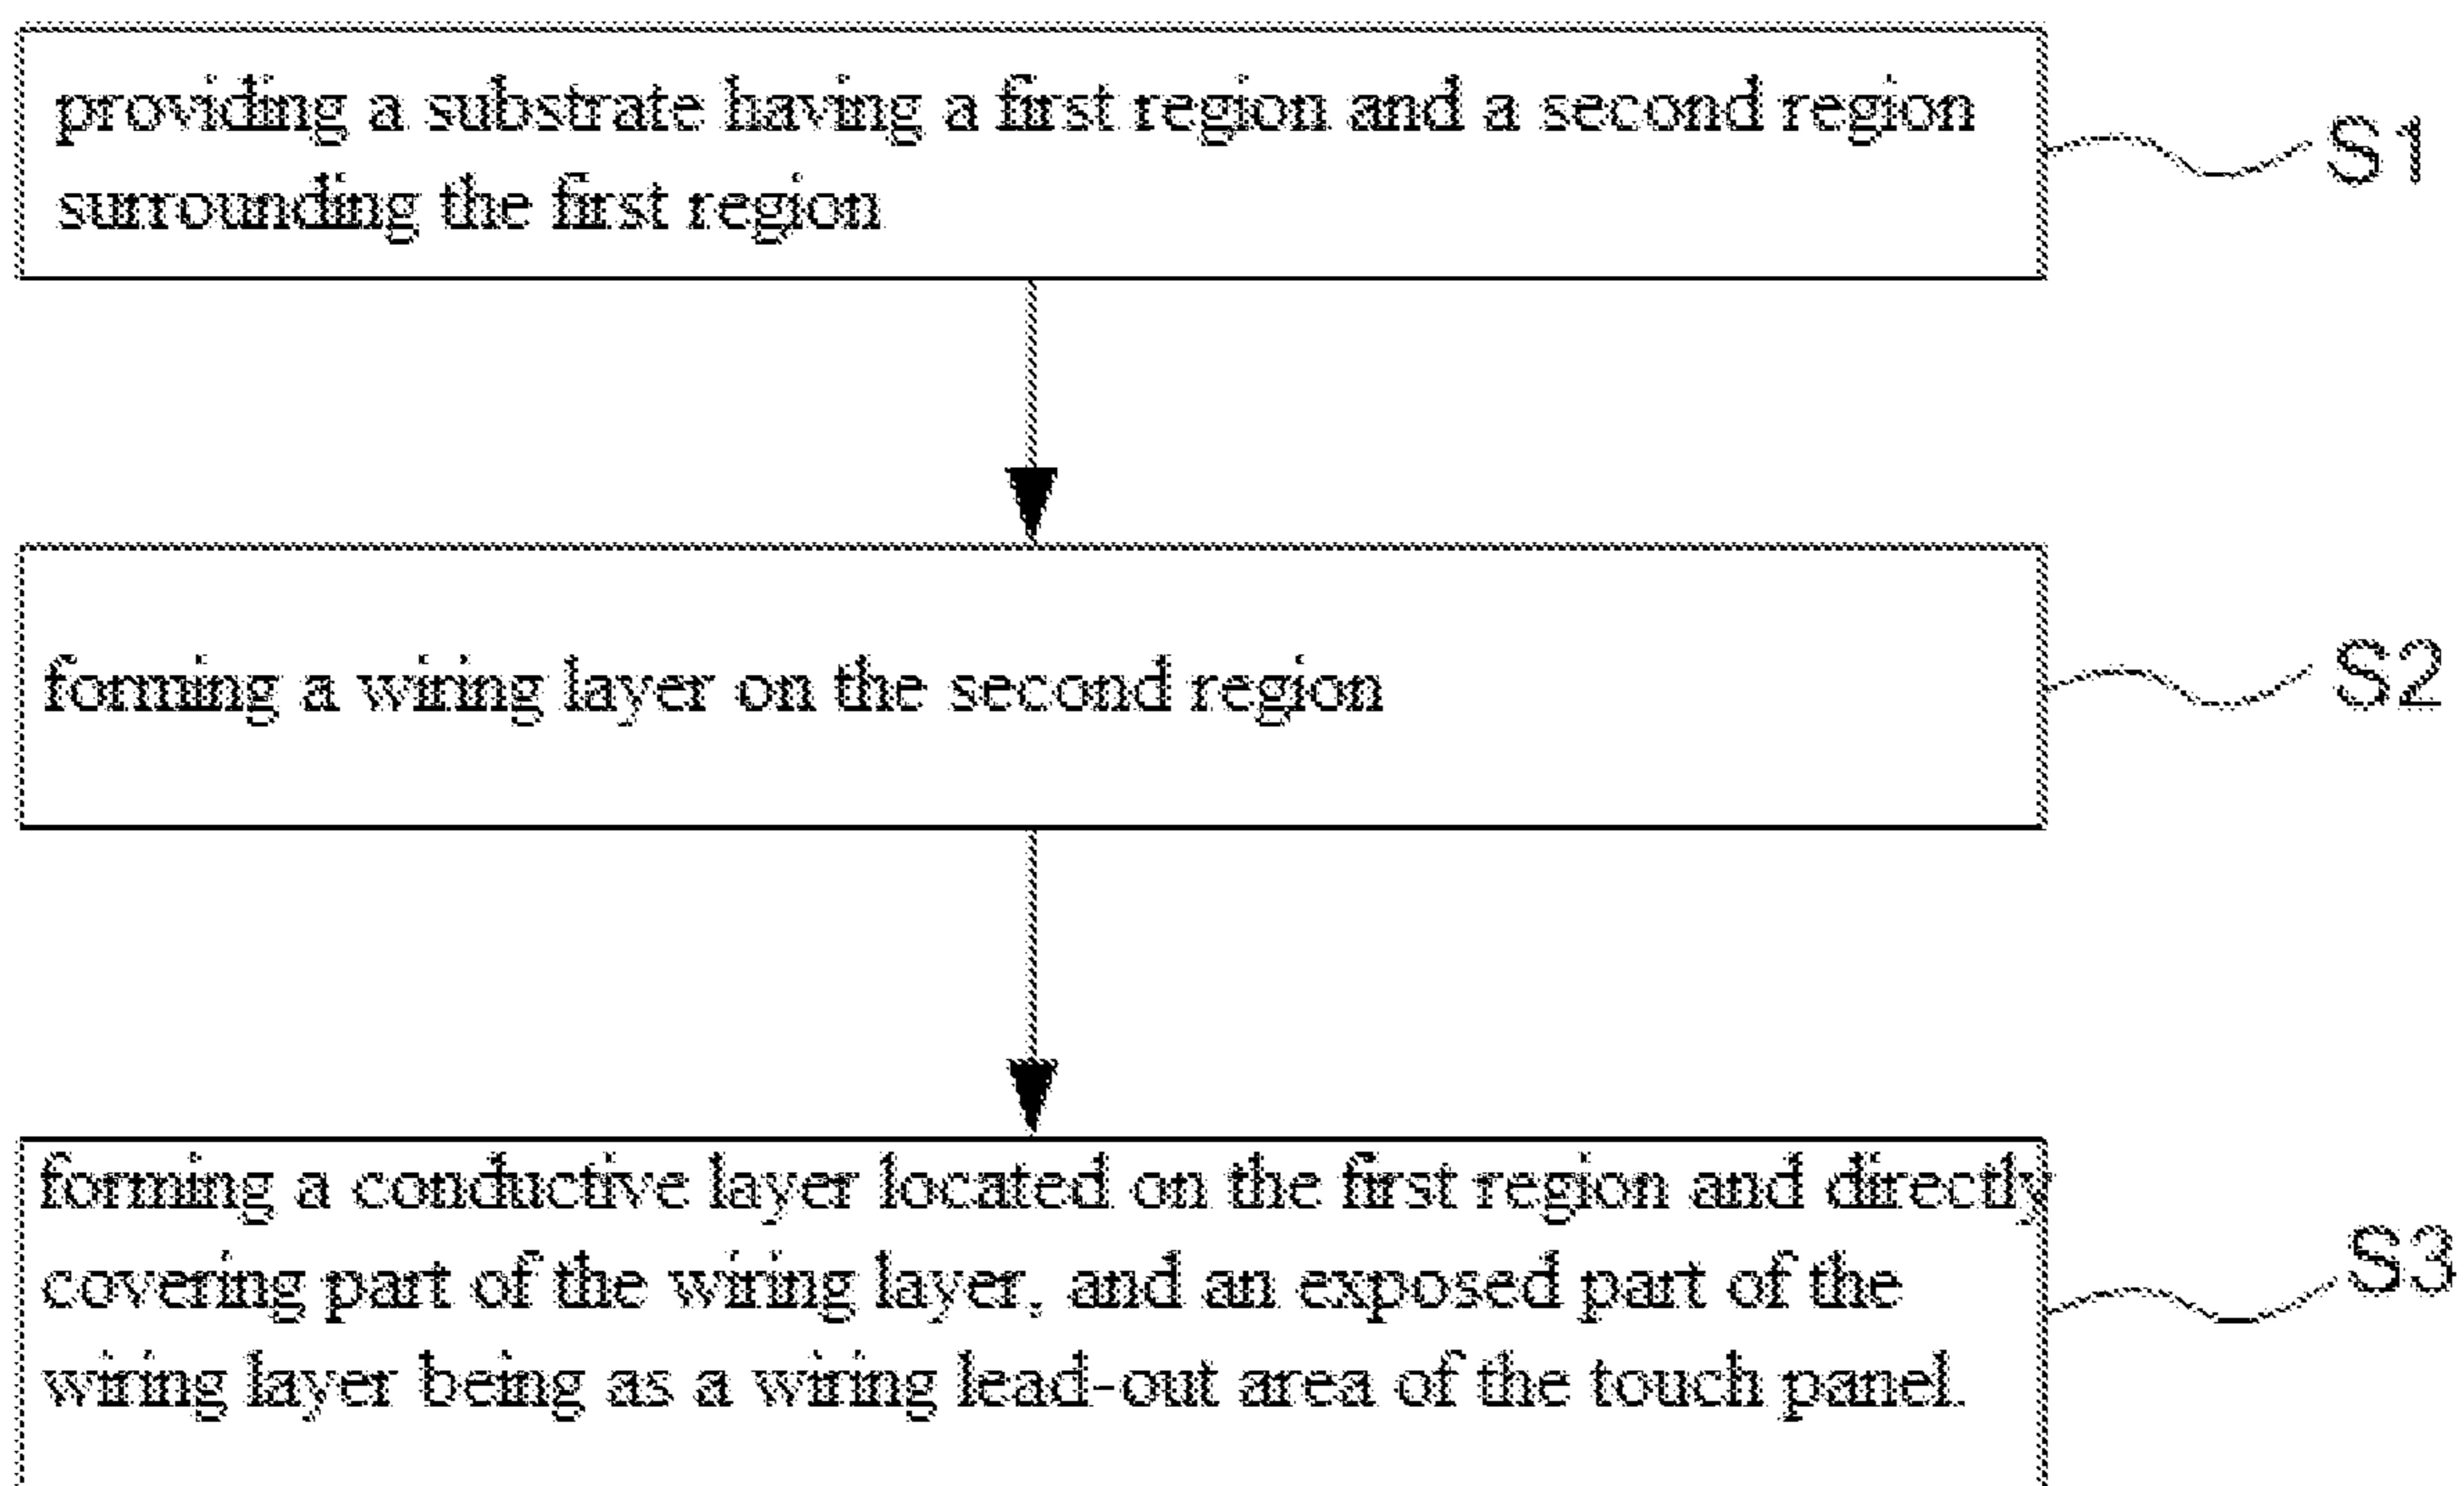 providing a substrate having a first region and a second region
surrounding the first region
S1
forming a wiring layer on the second region
S2
forming a conductive layer located on the first region and directly
covering part of the wiring layer, and an exposed part of the
wiring layer being as a wiring lead-out area of the touch panel.
S3